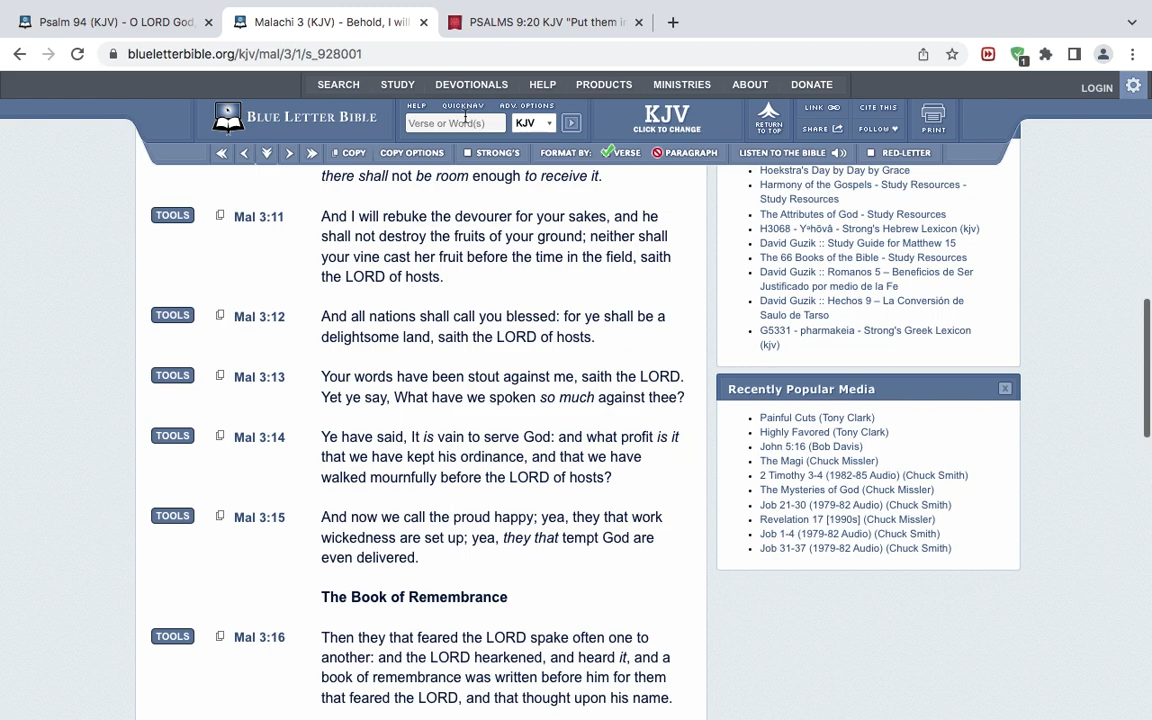 Psalm 94 (KJV) - O LORD God,
Malachi 3 (KJV) - Behold, I will
PSALMS 9:20 KJV "Put them in
blueletterbible.org/kjv/mal/3/1/s_928001
1
SEARCH STUDY DEVOTIONALS HELP PRODUCTS MINISTRIES ABOUT DONATE
LOGIN
BLUE LETTER BIBLE
HELP QUICKNAV ADV. OPTIONS
Verse or Word(s) KJV
KJV
CLICK TO CHANGE
RETURN
TO TOP
LINK CITE THIS
SHARE FOLLOW
PRINT
COPY COPY OPTIONS STRONG'S FORMAT BY: VERSE PARAGRAPH LISTEN TO THE BIBLE RED-LETTER
there shall not be room enough to receive it.
TOOLS Mal 3:11 And I will rebuke the devourer for your sakes, and he
shall not destroy the fruits of your ground; neither shall
your vine cast her fruit before the time in the field, saith
the LORD of hosts.
TOOLS Mal 3:12 And all nations shall call you blessed: for ye shall be a
delightsome land, saith the LORD of hosts.
TOOLS Mal 3:13 Your words have been stout against me, saith the LORD.
Yet ye say, What have we spoken so much against thee?
TOOLS Mal 3:14 Ye have said, It is vain to serve God: and what profit is it
that we have kept his ordinance, and that we have
walked mournfully before the LORD of hosts?
TOOLS Mal 3:15 And now we call the proud happy; yea, they that work
wickedness are set up; yea, they that tempt God are
even delivered.
The Book of Remembrance
TOOLS Mal 3:16 Then they that feared the LORD spake often one to
another: and the LORD hearkened, and heard it, and a
book of remembrance was written before him for them
that feared the LORD, and that thought upon his name.
Hoekstra's Day by Day by Grace
Harmony of the Gospels - Study Resources -
Study Resources
The Attributes of God - Study Resources
H3068 - Yᵊhōvâ - Strong's Hebrew Lexicon (kjv)
David Guzik :: Study Guide for Matthew 15
The 66 Books of the Bible - Study Resources
David Guzik :: Romanos 5 – Beneficios de Ser
Justificado por medio de la Fe
David Guzik :: Hechos 9 – La Conversión de
Saulo de Tarso
G5331 - pharmakeia - Strong's Greek Lexicon
(kjv)
Recently Popular Media
Painful Cuts (Tony Clark)
Highly Favored (Tony Clark)
John 5:16 (Bob Davis)
The Magi (Chuck Missler)
2 Timothy 3-4 (1982-85 Audio) (Chuck Smith)
The Mysteries of God (Chuck Missler)
Job 21-30 (1979-82 Audio) (Chuck Smith)
Revelation 17 [1990s] (Chuck Missler)
Job 1-4 (1979-82 Audio) (Chuck Smith)
Job 31-37 (1979-82 Audio) (Chuck Smith)